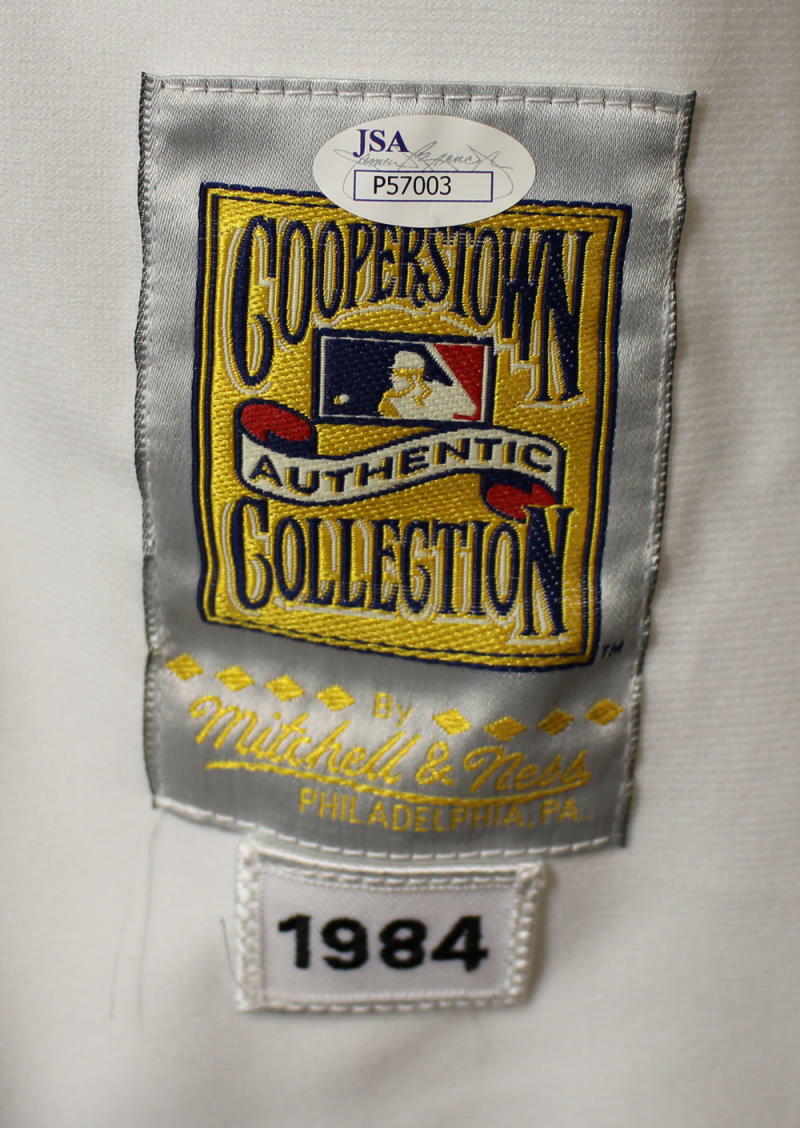 JSA
P57003
COOPERSTOWN
AUTHENTIC
COLLECTION
TM
By
Mitchell & Ness
PHILADELPHIA, PA.
1984